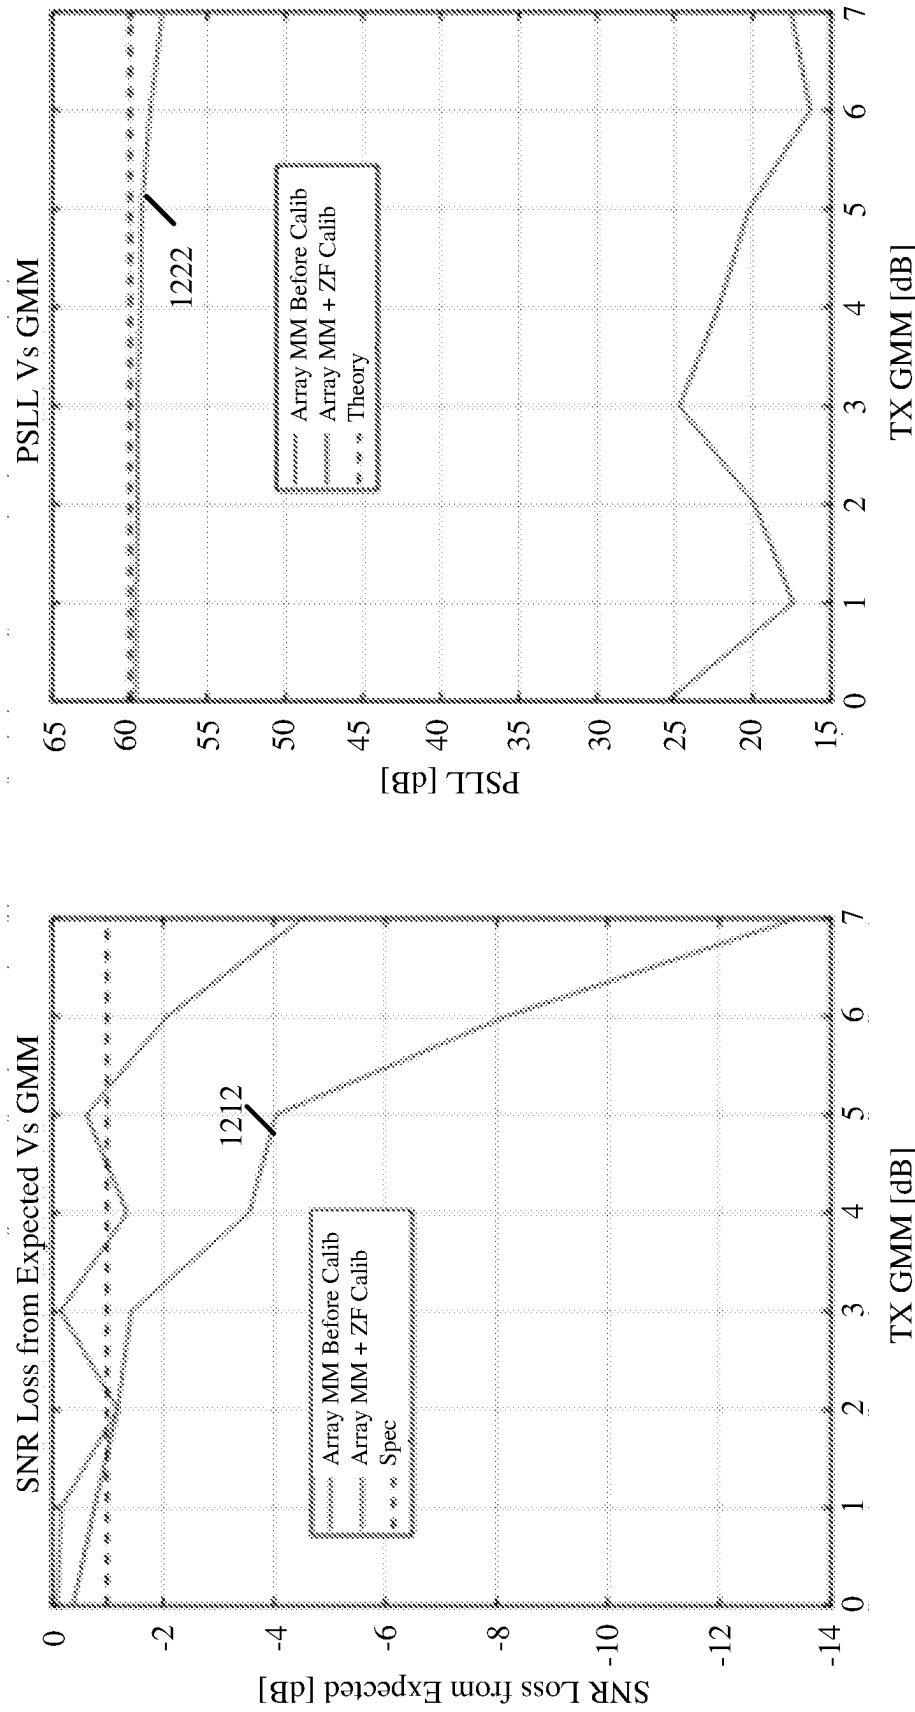 SNR Loss from Expected Vs GMM
SNR Loss from Expected [dB]
0
-2
-4
-6
-8
-10
-12
-14
1212
Array MM Before Calib
Array MM + ZF Calib
Spec
0 1 2 3 4 5 6 7
TX GMM [dB]
PSLL Vs GMM
PSLL [dB]
65
60
55
50
45
40
35
30
25
20
15
1222
Array MM Before Calib
Array MM + ZF Calib
Theory
0 1 2 3 4 5 6 7
TX GMM [dB]